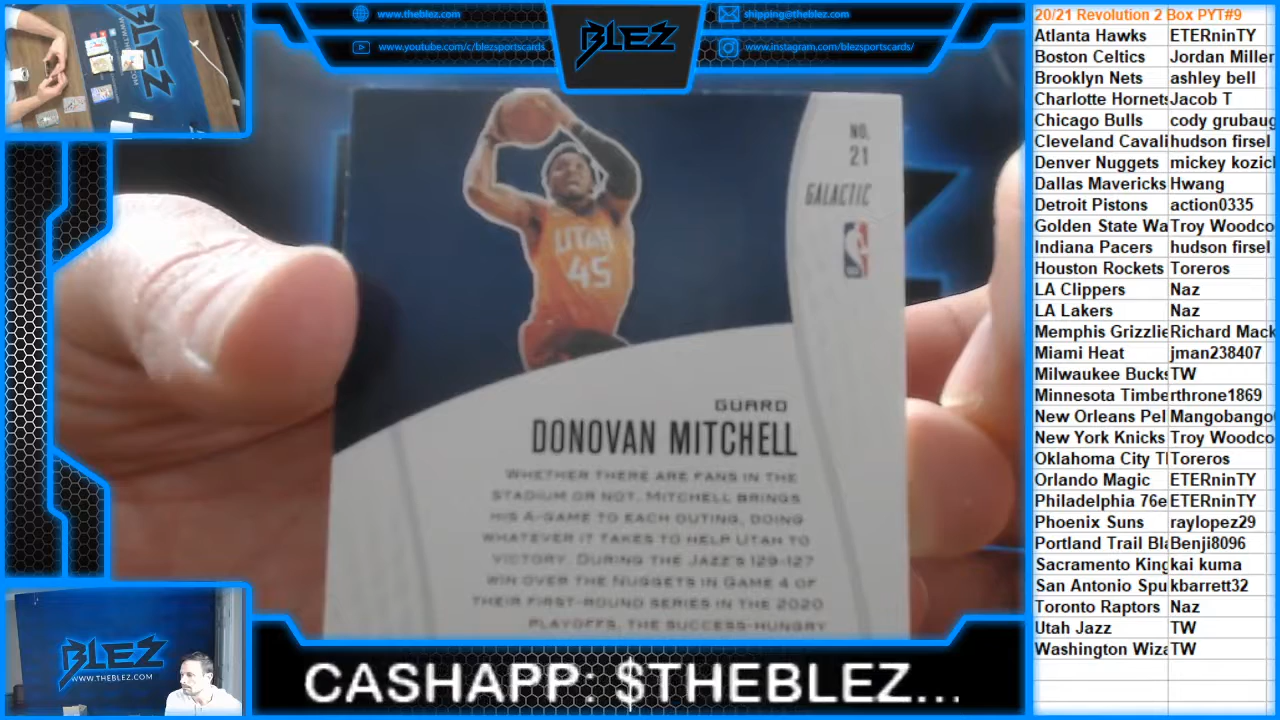 www.theblez.com
shipping@theblez.com
www.youtube.com/c/blezsportscards/
www.instagram.com/blezsportscards/
BLEZ
NO.
21
GALACTIC
UTAH
45
GUARD
DONOVAN MITCHELL
WHETHER THERE ARE FANS IN THE
STADIUM OR NOT, MITCHELL BRINGS
HIS A-GAME TO EACH OUTING, DOING
WHATEVER IT TAKES TO HELP UTAH TO
VICTORY. DURING THE JAZZ'S 129-127
WIN OVER THE NUGGETS IN GAME 4 OF
THEIR FIRST-ROUND SERIES IN THE 2020
PLAYOFFS, THE SUCCESS-HUNGRY
BLEZ
WWW.THEBLEZ.COM
CASHAPP: $THEBLEZ...
20/21 Revolution 2 Box PYT#9
Atlanta Hawks ETERninTY
Boston Celtics Jordan Miller
Brooklyn Nets ashley bell
Charlotte Hornets Jacob T
Chicago Bulls cody grubaug
Cleveland Cavali hudson firsel
Denver Nuggets mickey kozich
Dallas Mavericks Hwang
Detroit Pistons action0335
Golden State Wa Troy Woodco
Indiana Pacers hudson firsel
Houston Rockets Toreros
LA Clippers Naz
LA Lakers Naz
Memphis Grizzlie Richard Mack
Miami Heat jman238407
Milwaukee Bucks TW
Minnesota Timbe rthrone1869
New Orleans Pel Mangobango
New York Knicks Troy Woodco
Oklahoma City T Toreros
Orlando Magic ETERninTY
Philadelphia 76e ETERninTY
Phoenix Suns raylopez29
Portland Trail Bla Benji8096
Sacramento King kai kuma
San Antonio Spu kbarrett32
Toronto Raptors Naz
Utah Jazz TW
Washington Wiza TW